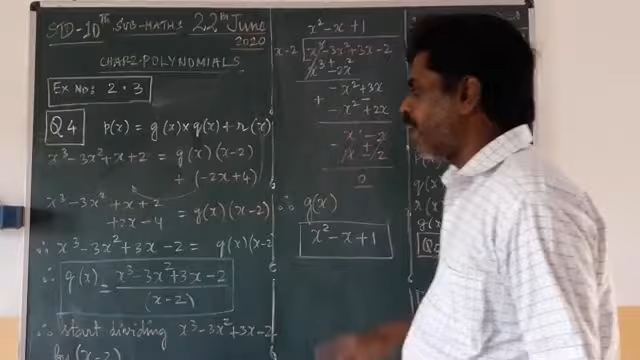 STD-10TH SUB-MATHS 22nd June 2020
CHAP.2 POLYNOMIALS
Ex No: 2.3
Q4 p(x) = g(x) × q(x) + r(x)
x³-3x²+x+2 = g(x)(x-2)
+ (-2x+4)
x³-3x²+x+2
+2x-4 = g(x)(x-2)
∴ x³-3x²+3x-2 = g(x)(x-2
∴ g(x) = x³-3x²+3x-2
(x-2)
∴ start dividing x³-3x²+3x-2
by (x-2)
x²-x+1
x-2 x³-3x²+3x-2
x³-2x²
- +
-x²+3x
-x²+2x
+ -
x-2
x-2
- +
0
∴ g(x)
x²-x+1